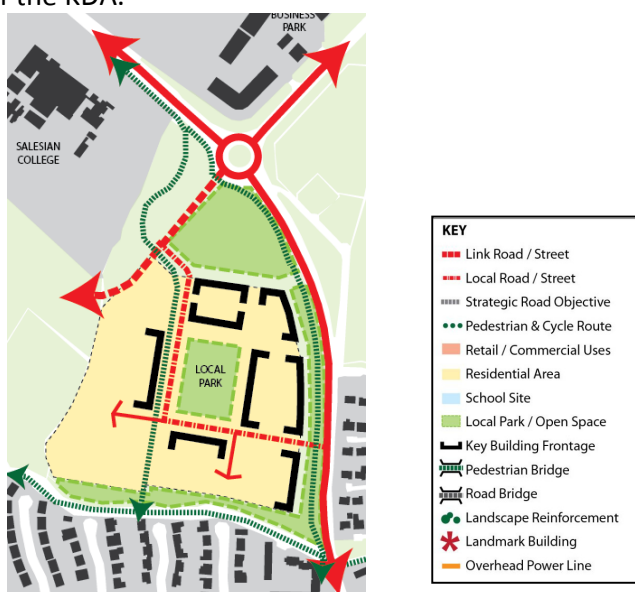 the RDA.
BUSINESS
PARK
SALESIAN
COLLEGE
LOCAL
PARK
KEY
Link Road / Street
Local Road / Street
Strategic Road Objective
Pedestrian & Cycle Route
Retail / Commercial Uses
Residential Area
School Site
Local Park / Open Space
Key Building Frontage
Pedestrian Bridge
Road Bridge
Landscape Reinforcement
Landmark Building
Overhead Power Line